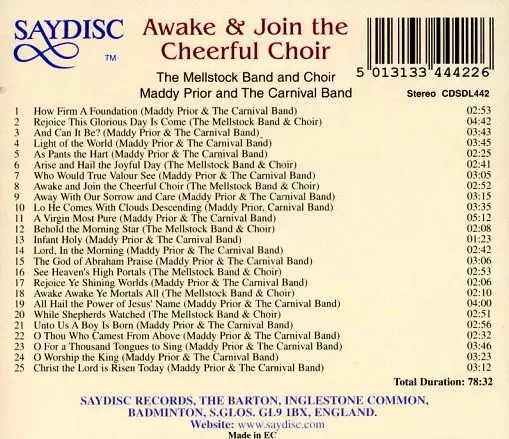 SAYDISC™
Awake & Join the
Cheerful Choir
The Mellstock Band and Choir
Maddy Prior and The Carnival Band
5 013133 444226
Stereo CDSDL442
1 How Firm A Foundation (Maddy Prior & The Carnival Band) 02:53
2 Rejoice This Glorious Day Is Come (The Mellstock Band & Choir) 04:42
3 And Can It Be? (Maddy Prior & The Carnival Band) 03:43
4 Light of the World (Maddy Prior & The Carnival Band) 03:45
5 As Pants the Hart (Maddy Prior & The Carnival Band) 02:25
6 Arise and Hail the Joyful Day (The Mellstock Band & Choir) 02:41
7 Who Would True Valour See (Maddy Prior & The Carnival Band) 03:05
8 Awake and Join the Cheerful Choir (The Mellstock Band & Choir) 02:52
9 Away With Our Sorrow and Care (Maddy Prior & The Carnival Band) 03:15
10 Lo He Comes With Clouds Descending (Maddy Prior, Carnival Band) 03:35
11 A Virgin Most Pure (Maddy Prior & The Carnival Band) 05:12
12 Behold the Morning Star (The Mellstock Band & Choir) 02:08
13 Infant Holy (Maddy Prior & The Carnival Band) 01:23
14 Lord, In the Morning (Maddy Prior & The Carnival Band) 02:42
15 The God of Abraham Praise (Maddy Prior & The Carnival Band) 03:06
16 See Heaven's High Portals (The Mellstock Band & Choir) 02:53
17 Rejoice Ye Shining Worlds (Maddy Prior & The Carnival Band) 02:06
18 Awake Awake Ye Mortals All (The Mellstock Band & Choir) 02:10
19 All Hail the Power of Jesus' Name (Maddy Prior & The Carnival Band) 04:00
20 While Shepherds Watched (The Mellstock Band & Choir) 02:51
21 Unto Us A Boy Is Born (Maddy Prior & The Carnival Band) 02:56
22 O Thou Who Camest From Above (Maddy Prior & The Carnival Band) 02:32
23 O For a Thousand Tongues to Sing (Maddy Prior & The Carnival Band) 03:46
24 O Worship the King (Maddy Prior & The Carnival Band) 03:23
25 Christ the Lord is Risen Today (Maddy Prior & The Carnival Band) 03:12
Total Duration: 78:32
SAYDISC RECORDS, THE BARTON, INGLESTONE COMMON,
BADMINTON, S.GLOS. GL9 1BX, ENGLAND.
Website: www.saydisc.com
Made in EC